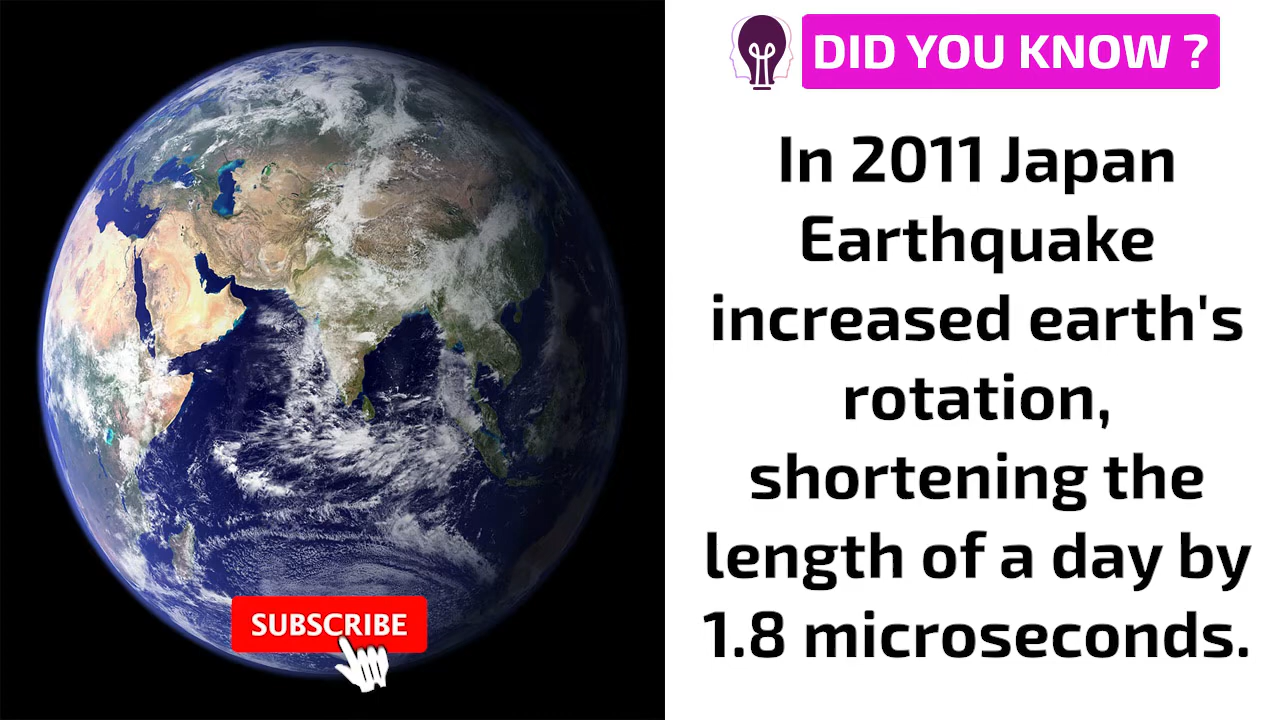 DID YOU KNOW ?
In 2011 Japan
Earthquake
increased earth's
rotation,
shortening the
length of a day by
1.8 microseconds.
SUBSCRIBE